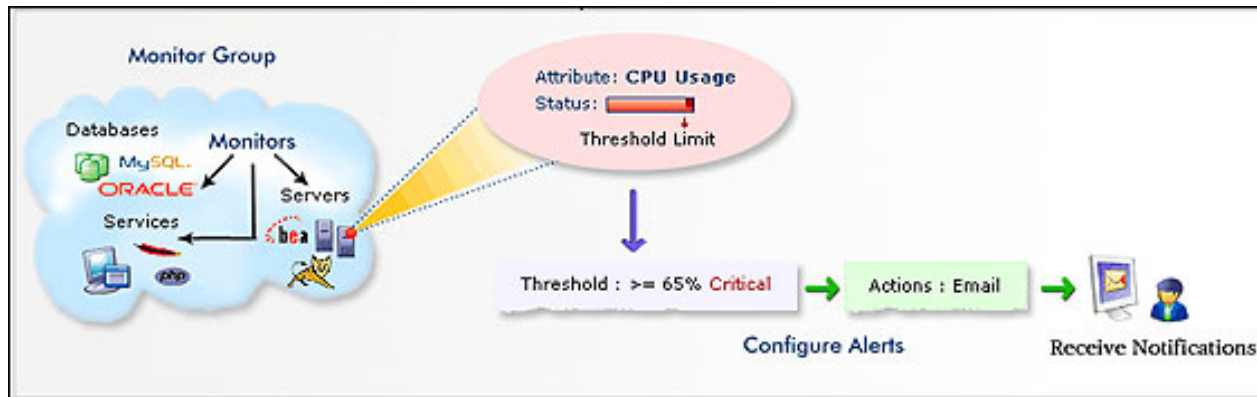 Monitor Group
Databases
Monitors
MySQL.
ORACLE
Servers
Services
bea
php
Attribute: CPU Usage
Status:
Threshold Limit
Threshold : >= 65% Critical
Actions : Email
Configure Alerts
Receive Notifications